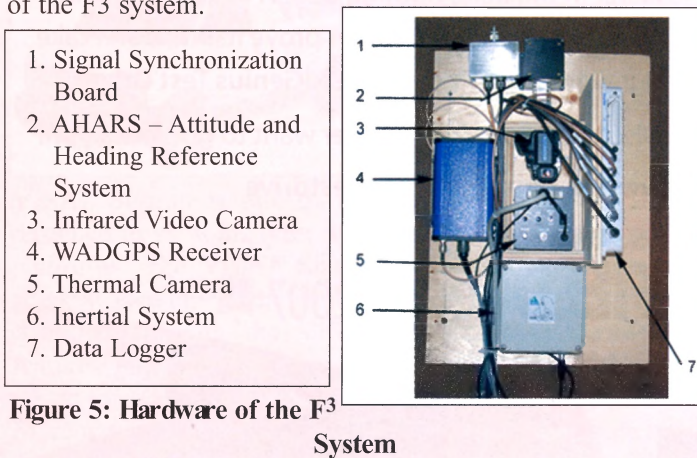 of the F3 system.
1. Signal Synchronization
Board
2. AHARS – Attitude and
Heading Reference
System
3. Infrared Video Camera
4. WADGPS Receiver
5. Thermal Camera
6. Inertial System
7. Data Logger
1
2
3
4
5
6
7
Figure 5: Hardware of the F3
System